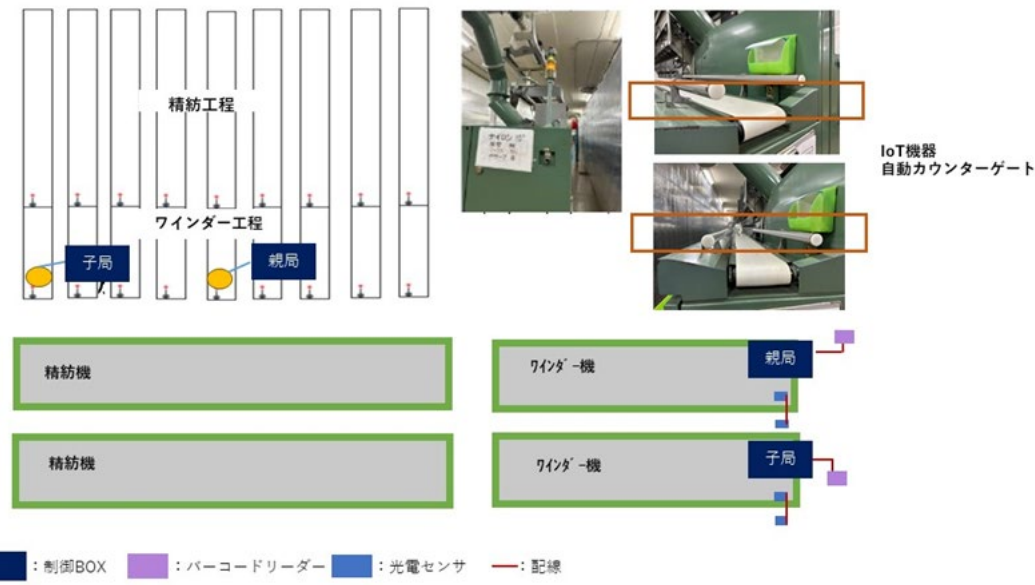 精紡工程
ワインダー工程
子局
親局
IoT機器
自動カウンターゲート
精紡機
ワインダー機
親局
精紡機
ワインダー機
子局
：制御BOX
：バーコードリーダー
：光電センサ
：配線